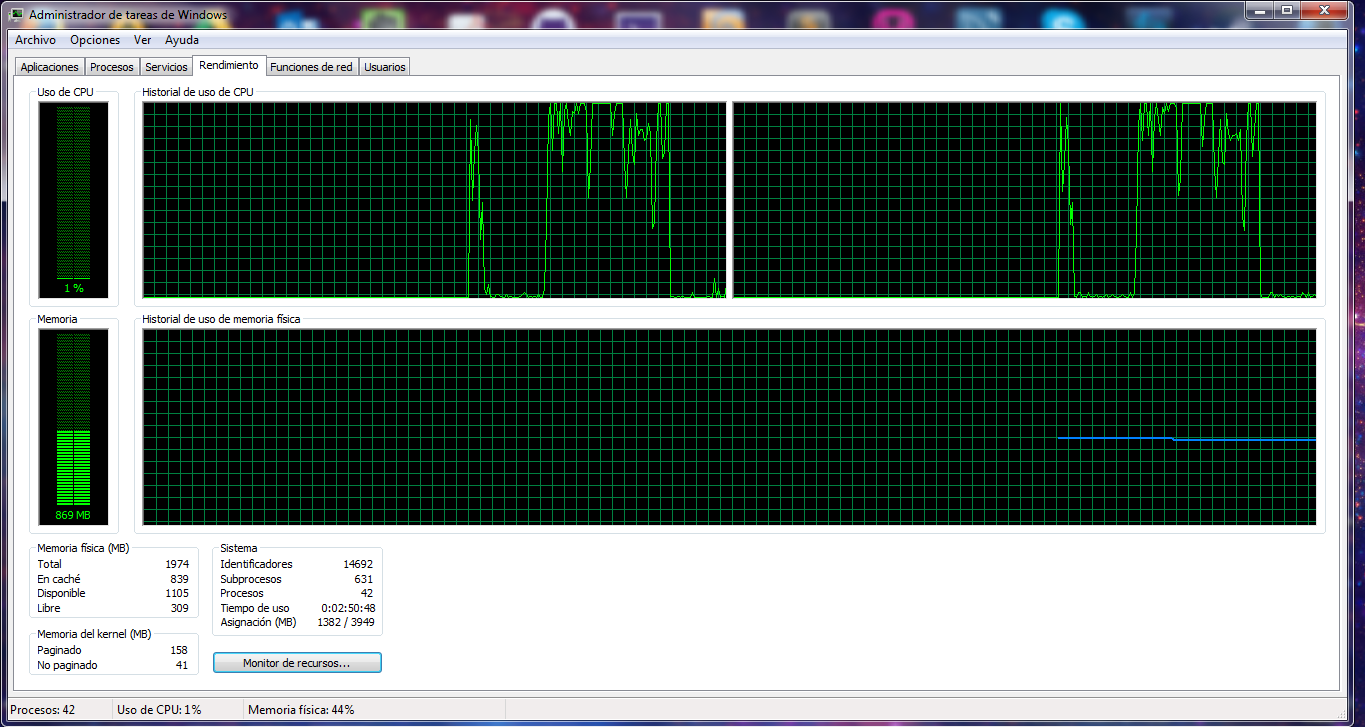 Administrador de tareas de Windows
Archivo Opciones Ver Ayuda
Aplicaciones Procesos Servicios Rendimiento Funciones de red Usuarios
Uso de CPU Historial de uso de CPU
1 %
Memoria Historial de uso de memoria física
869 MB
Memoria física (MB) Sistema
Total 1974 Identificadores 14692
En caché 839 Subprocesos 631
Disponible 1105 Procesos 42
Libre 309 Tiempo de uso 0:02:50:48
Asignación (MB) 1382 / 3949
Memoria del kernel (MB)
Paginado 158
No paginado 41
Monitor de recursos...
Procesos: 42 Uso de CPU: 1% Memoria física: 44%